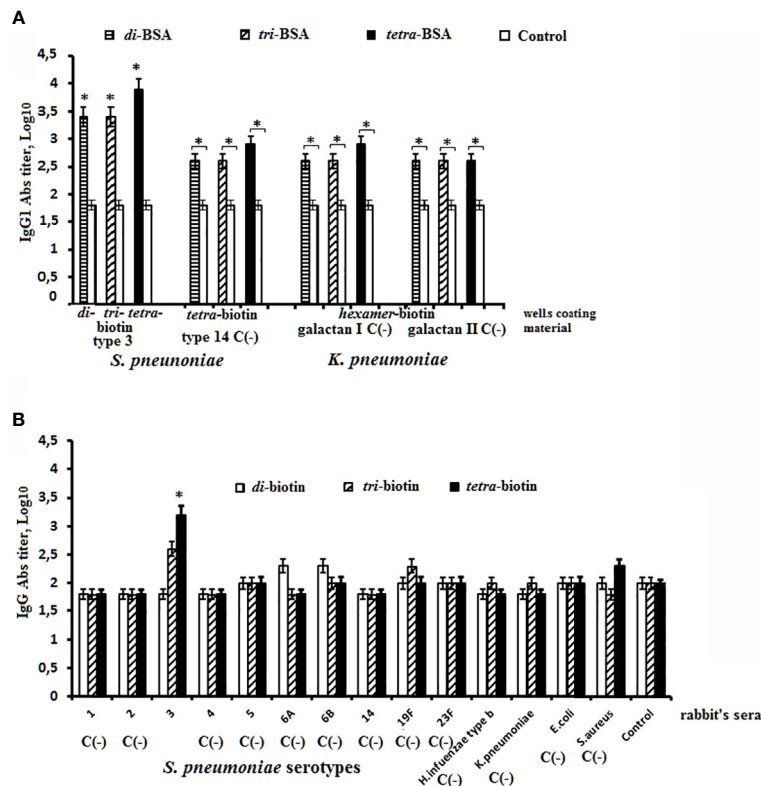 A
di-BSA tri-BSA tetra-BSA Control
IgG1 Abs titer, Log10
4,5
4
3,5
3
2,5
2
1,5
1
0,5
0
* * * * * * * * * * * *
di- tri- tetra- tetra-biotin hexamer-biotin wells coating
biotin type 14 C(-) galactan I C(-) galactan II C(-) material
type 3
S. pneunoniae K. pneumoniae
B
di-biotin tri-biotin tetra-biotin
IgG Abs titer, Log10
4,5
4
3,5
3
2,5
2
1,5
1
0,5
0
*
1 2 3 4 5 6A 6B 14 19F 23F H.infuenzae type b K.pneumoniae E.coli S.aureus Control rabbit's sera
C(-) C(-) C(-) C(-) C(-) C(-) C(-) C(-) C(-) C(-) C(-) C(-) C(-)
S. pneumoniae serotypes